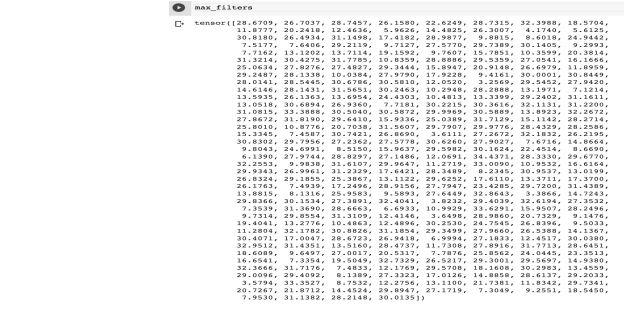 max_filters
tensor([28.6709, 26.7037, 28.7457, 26.1580, 22.6249, 28.7315, 32.3988, 18.5704,
11.8777, 20.2418, 12.4636, 5.9626, 14.4825, 26.3007, 4.1740, 5.6125,
30.8180, 26.4934, 31.1498, 17.4182, 28.9877, 9.8815, 8.6018, 24.9442,
7.5177, 7.6406, 29.2119, 9.7127, 27.5770, 29.7389, 30.1405, 9.2993,
7.7162, 13.1202, 13.7114, 19.1592, 9.7607, 15.7851, 10.7414, 30.2300,
31.3214, 30.4275, 31.7785, 10.8359, 28.8886, 29.5359, 27.0541, 16.1666,
25.0634, 27.8276, 27.4827, 29.3444, 15.8947, 20.9148, 26.6979, 11.8959,
29.2487, 28.1338, 10.0384, 27.9790, 17.9228, 9.4161, 30.0001, 30.8449,
28.0141, 28.5445, 30.6786, 30.5810, 12.0520, 3.2569, 29.5452, 17.9420,
14.6146, 28.1431, 31.5651, 30.2463, 10.2948, 28.2888, 13.1971, 7.1214,
13.5935, 26.1363, 13.6954, 24.4303, 10.4813, 13.3399, 29.2402, 31.1611,
13.0518, 30.6894, 26.9360, 7.7181, 30.2215, 30.3616, 32.1131, 31.2200,
31.0815, 33.3888, 30.5040, 30.5872, 29.9969, 30.5889, 13.8923, 32.2672,
27.8672, 31.8190, 29.6410, 15.9336, 25.0389, 31.7129, 15.1142, 28.2714,
25.8010, 10.8776, 20.7038, 31.5607, 29.7907, 29.9776, 28.4329, 28.2586,
15.3345, 7.4587, 30.7421, 26.8690, 3.6111, 27.2672, 32.1832, 26.2195,
30.8302, 29.7956, 27.2362, 27.5778, 30.6260, 27.9027, 7.6716, 14.8664,
9.8043, 24.6991, 8.5150, 15.9637, 29.5982, 30.1624, 22.4514, 8.6690,
6.1390, 27.9744, 28.8297, 27.1486, 12.0691, 34.4371, 28.3330, 29.6770,
32.2553, 9.9838, 31.6107, 29.9647, 11.2719, 33.0090, 10.9532, 16.6164,
29.9343, 26.9961, 31.2329, 17.6421, 28.3489, 8.2345, 30.9537, 13.0199,
26.8324, 29.1855, 25.3867, 13.1122, 29.6252, 17.6110, 13.3711, 17.3700,
26.1763, 7.4939, 17.2496, 28.9156, 27.7947, 23.4285, 29.7200, 31.4389,
13.8815, 8.1316, 25.9583, 9.5893, 27.6449, 32.8643, 3.3866, 14.7243,
29.8366, 30.1534, 27.3891, 32.4041, 3.8232, 29.4039, 32.6194, 27.3532,
7.3539, 31.3690, 28.6663, 6.6933, 10.9929, 33.6291, 15.9507, 28.2496,
9.7314, 29.8554, 31.3109, 12.4146, 3.6498, 28.9860, 20.7329, 9.1476,
19.4041, 13.2776, 10.4863, 12.4896, 30.2530, 24.7545, 26.8396, 9.5033,
11.2804, 32.1782, 30.8826, 31.1854, 29.3499, 27.9660, 26.5388, 14.1367,
30.4071, 17.0047, 28.6723, 26.9418, 6.9994, 27.1833, 12.4517, 30.0380,
32.9512, 31.4351, 13.5160, 28.4737, 11.7308, 27.8916, 31.7713, 28.6451,
18.6089, 9.6497, 27.0017, 20.5317, 7.7876, 25.8562, 24.0445, 23.3513,
16.6541, 7.3354, 19.5049, 32.7329, 26.5217, 29.3001, 29.5697, 14.9380,
32.3666, 31.7176, 7.4833, 12.1769, 29.5708, 18.1608, 30.2983, 13.4559,
29.0096, 29.4092, 8.1389, 27.3323, 17.0126, 14.8858, 28.6137, 29.2033,
3.5794, 33.3527, 8.7532, 12.2756, 13.1100, 21.7381, 11.8342, 29.7341,
20.7267, 21.8712, 14.4524, 29.8947, 27.1719, 7.3049, 9.2551, 18.5450,
7.9530, 31.1382, 28.2148, 30.0135])